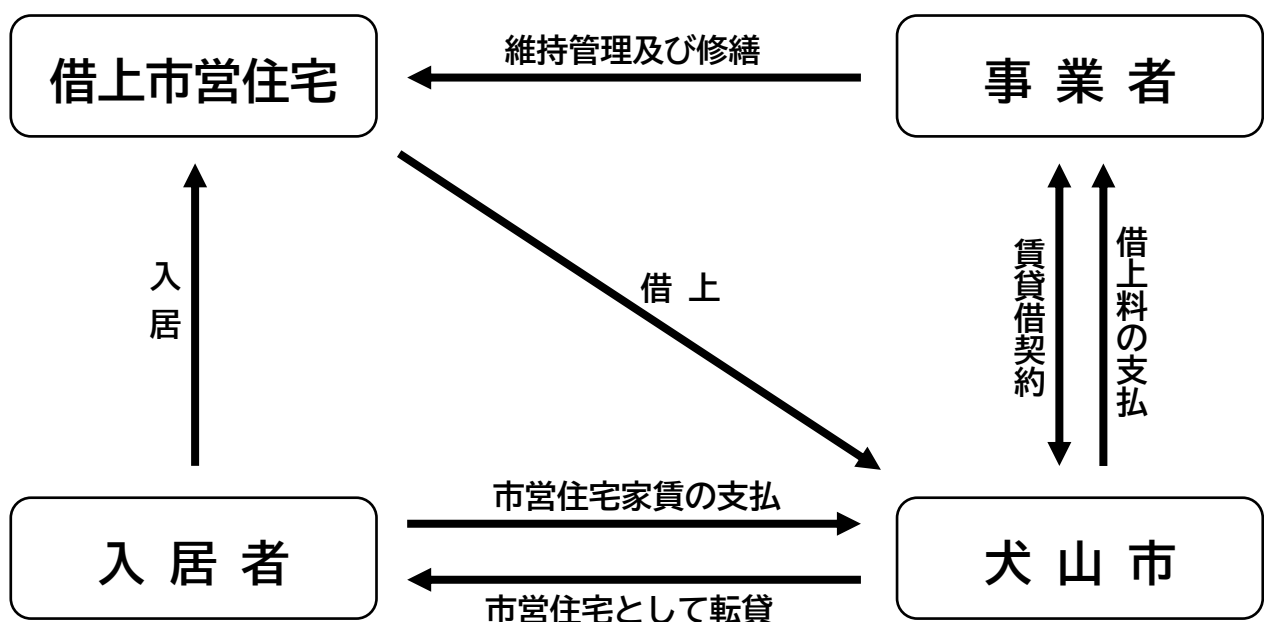 借上市営住宅
維持管理及び修繕
事業者
入居
借上
賃貸借契約
借上料の支払
市営住宅家賃の支払
入居者
犬山市
市営住宅として転貸